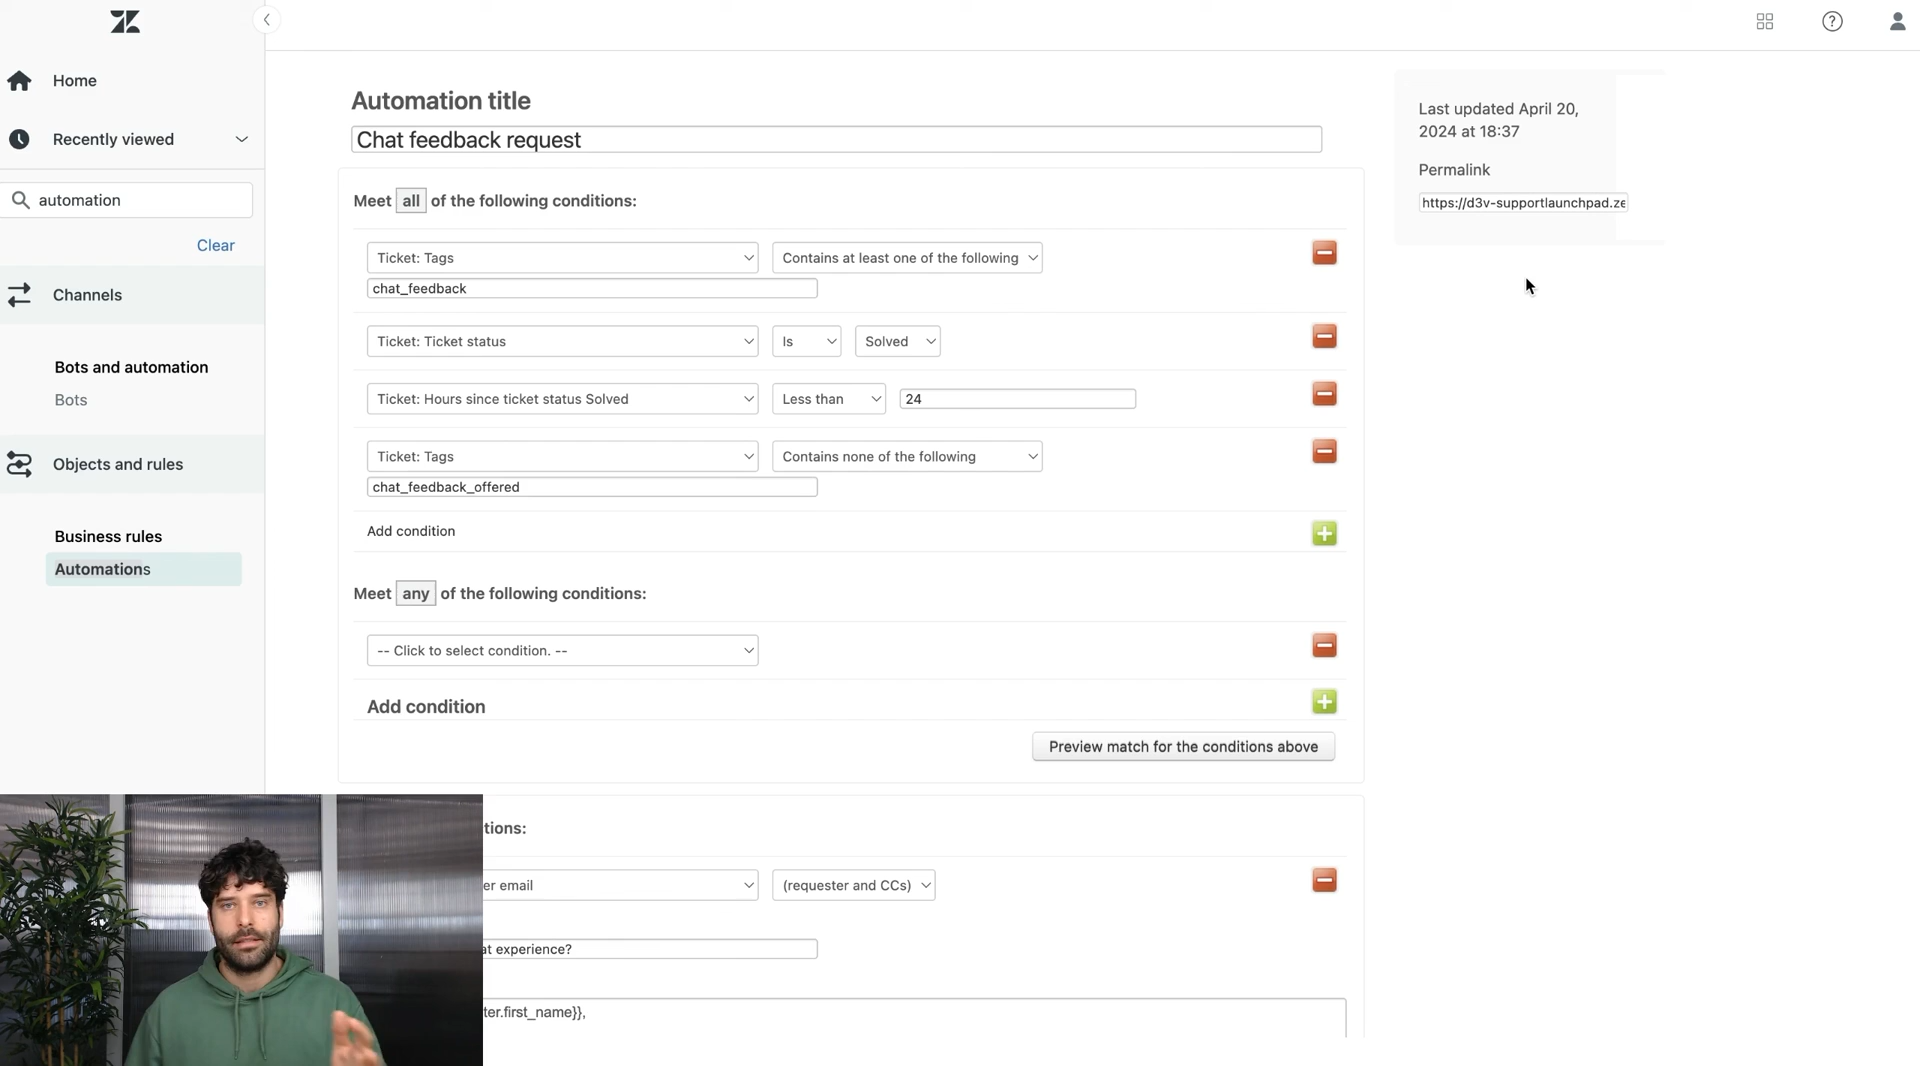 Home
Recently viewed
automation
Clear
Channels
Bots and automation
Bots
Objects and rules
Business rules
Automations
Automation title
Chat feedback request
Meet all of the following conditions:
Ticket: Tags Contains at least one of the following
chat_feedback
Ticket: Ticket status Is Solved
Ticket: Hours since ticket status Solved Less than 24
Ticket: Tags Contains none of the following
chat_feedback_offered
Add condition
Meet any of the following conditions:
-- Click to select condition. --
Add condition
Preview match for the conditions above
tions:
er email (requester and CCs)
at experience?
ter.first_name}},
Last updated April 20,
2024 at 18:37
Permalink
https://d3v-supportlaunchpad.ze